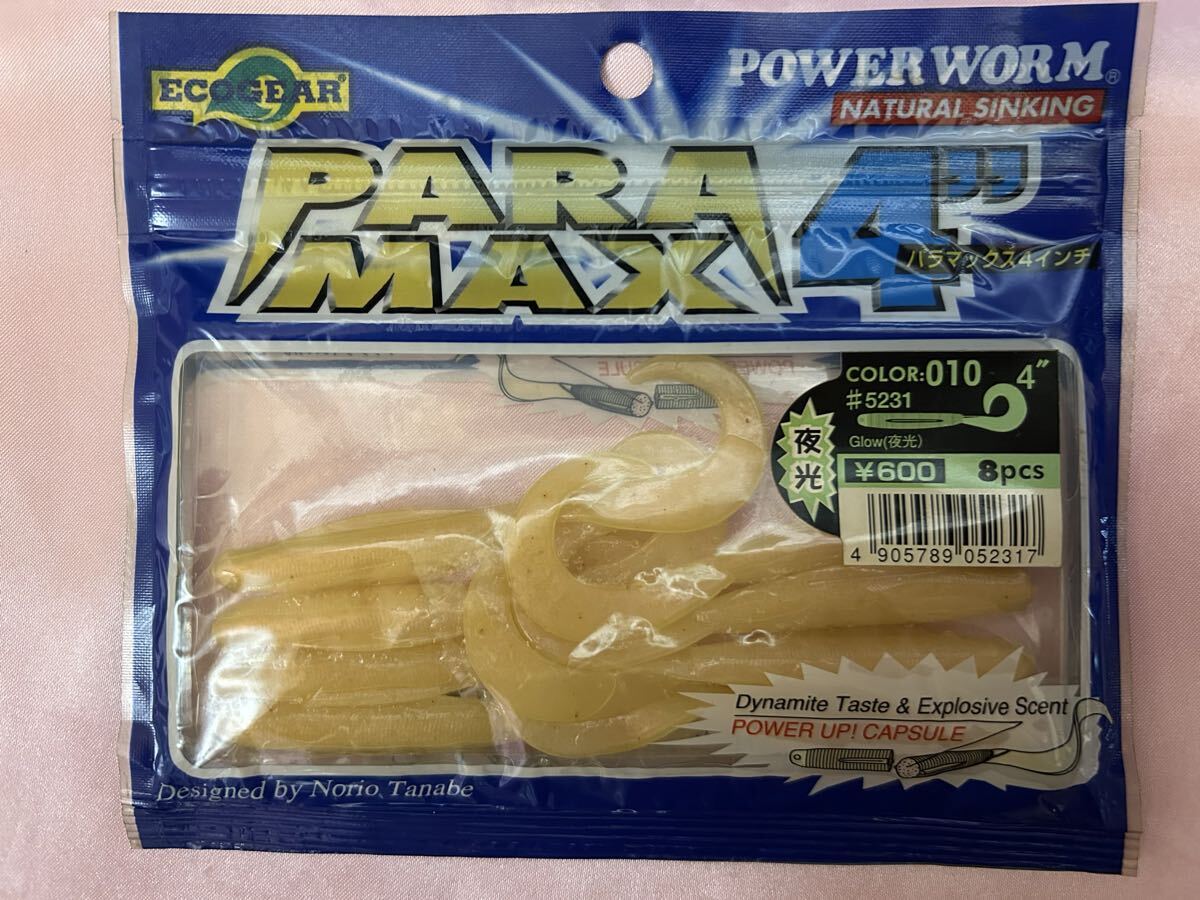 ECOGEAR®
POWER WORM®
NATURAL SINKING
PARA
MAX
4"
パラマックス4インチ
COLOR:010
4"
#5231
Glow(夜光)
夜光
¥600
8pcs
4 905789 052317
Dynamite Taste & Explosive Scent
POWER UP! CAPSULE
Designed by Norio Tanabe